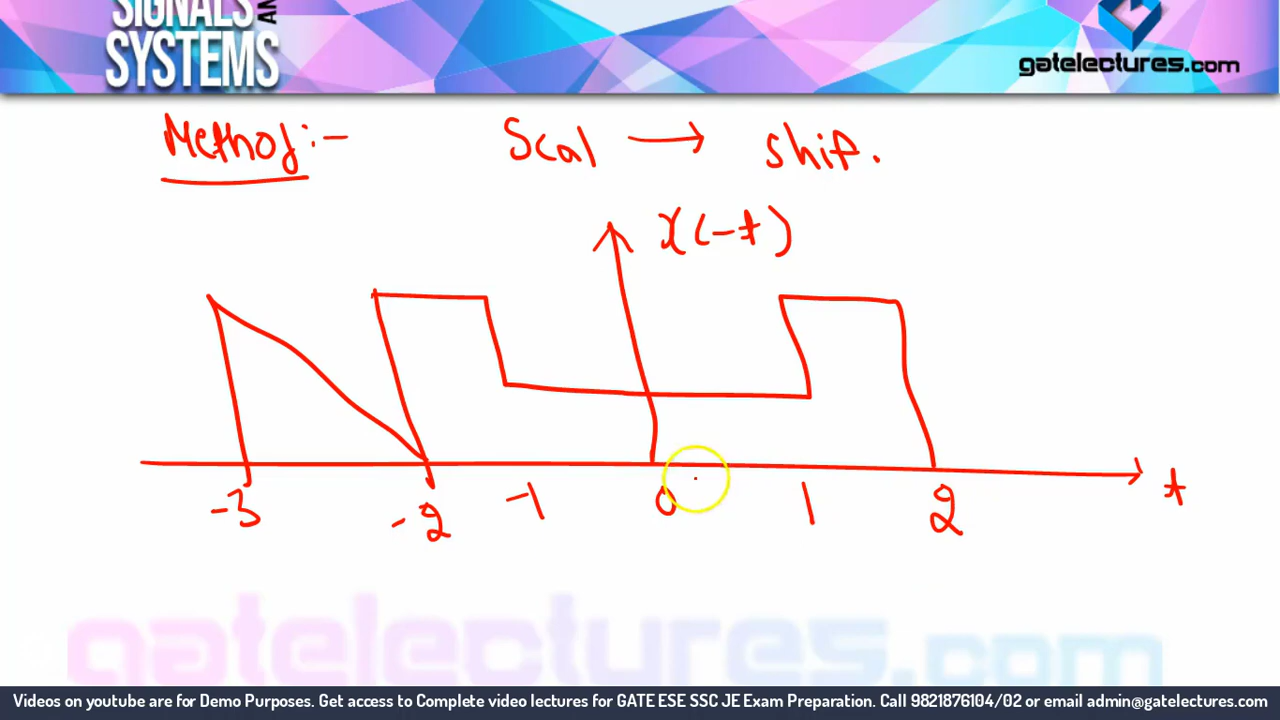 SIGNALS AND
SYSTEMS
gatelectures.com
Method:- Scal → shif.
x(-t)
-3 -2 -1 0 1 2 t
gatelectures.com
Videos on youtube are for Demo Purposes. Get access to Complete video lectures for GATE ESE SSC JE Exam Preparation. Call 9821876104/02 or email admin@gatelectures.com